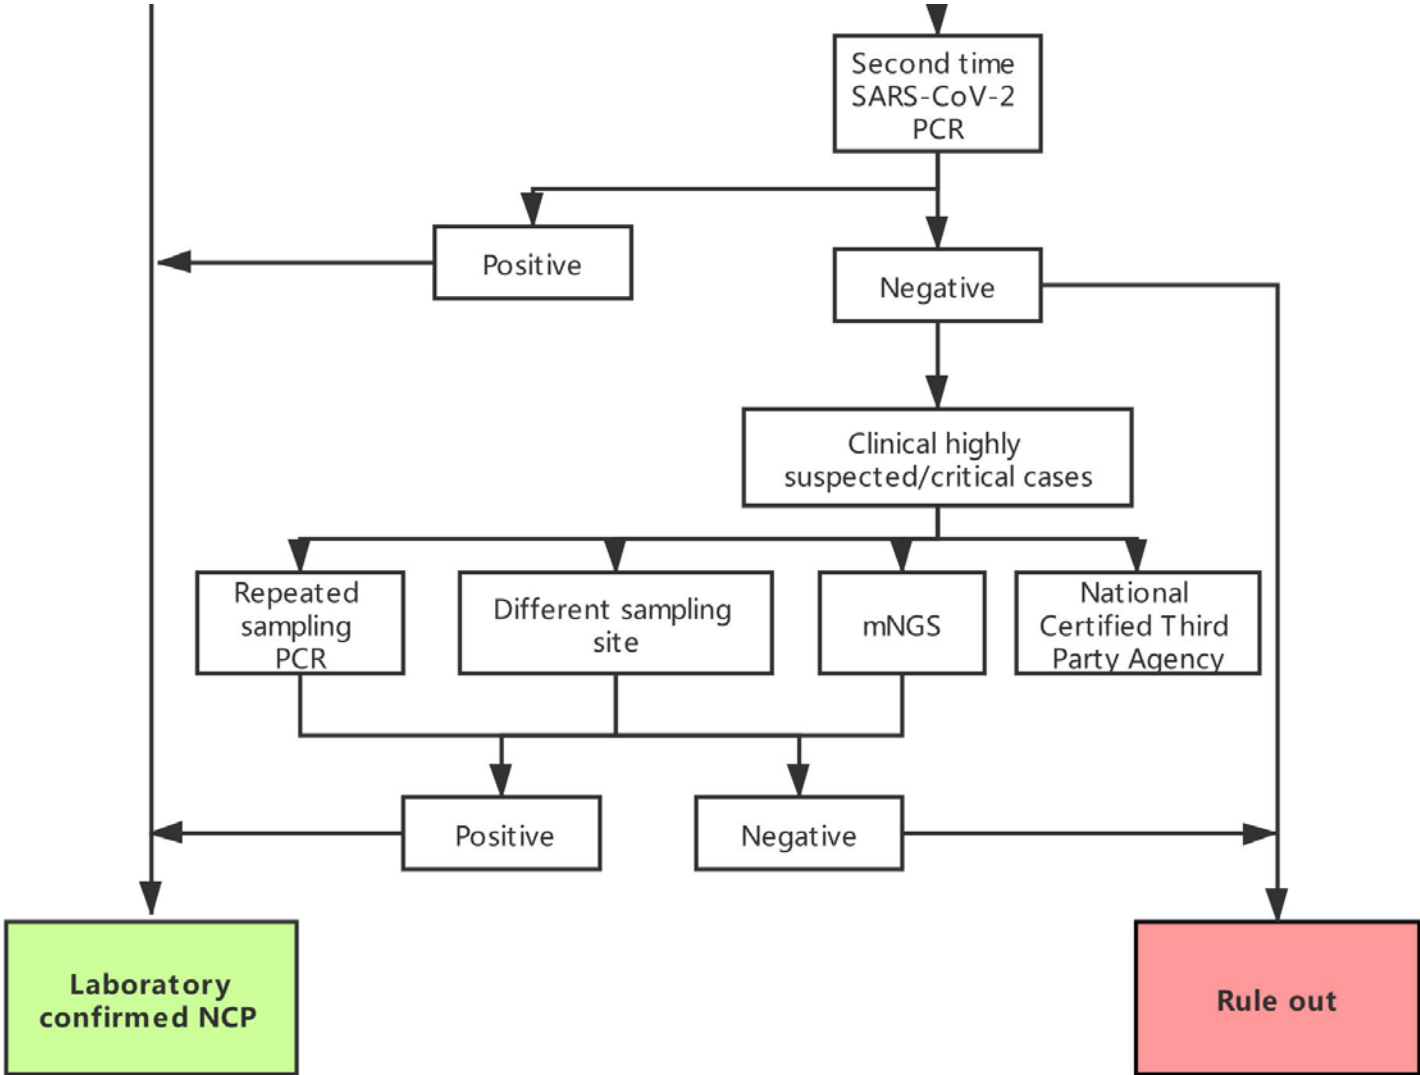 Second time
SARS-CoV-2
PCR
Positive
Negative
Clinical highly
suspected/critical cases
Repeated
sampling
PCR
Different sampling
site
mNGS
National
Certified Third
Party Agency
Positive
Negative
Laboratory
confirmed NCP
Rule out